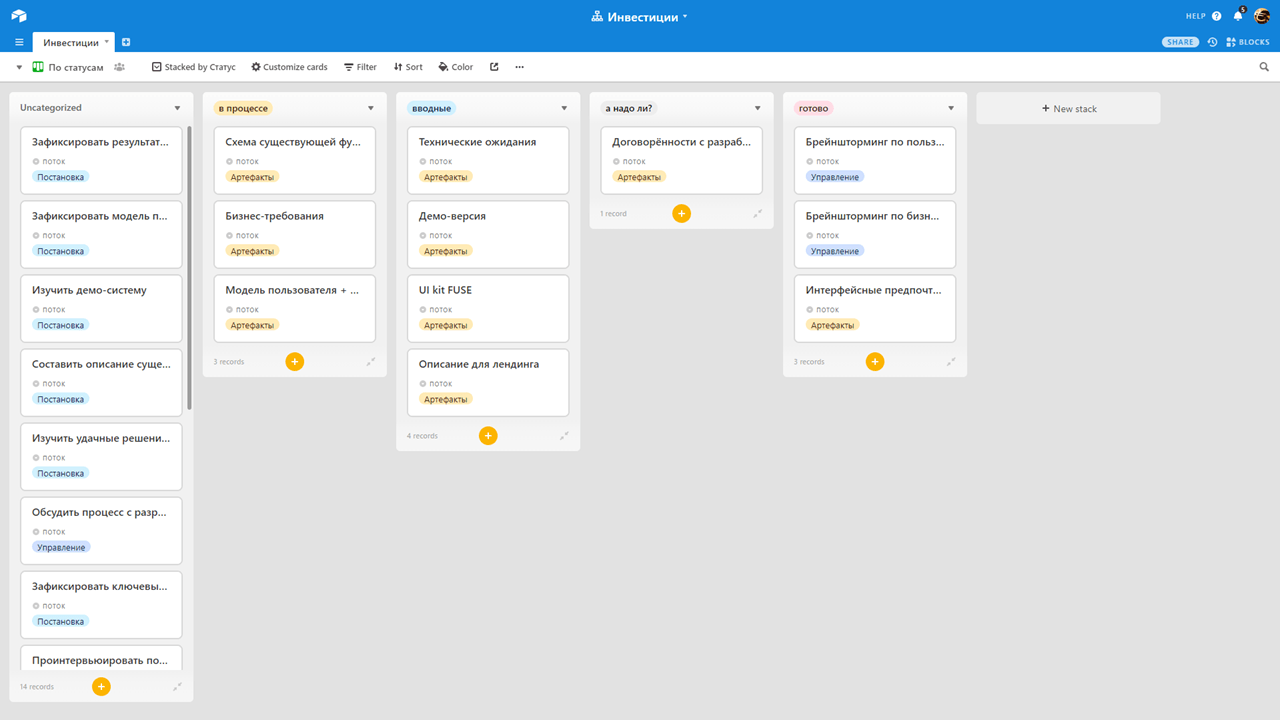 Инвестиции
HELP
5
Инвестиции
SHARE
BLOCKS
По статусам
Stacked by Статус
Customize cards
Filter
Sort
Color
Uncategorized
Зафиксировать результат...
поток
Постановка
Зафиксировать модель п...
поток
Постановка
Изучить демо-систему
поток
Постановка
Составить описание суще...
поток
Постановка
Изучить удачные решени...
поток
Постановка
Обсудить процесс с разр...
поток
Управление
Зафиксировать ключевы...
поток
Постановка
Проинтервьюировать по...
14 records
в процессе
Схема существующей фу...
поток
Артефакты
Бизнес-требования
поток
Артефакты
Модель пользователя + ...
поток
Артефакты
3 records
вводные
Технические ожидания
поток
Артефакты
Демо-версия
поток
Артефакты
UI kit FUSE
поток
Артефакты
Описание для лендинга
поток
Артефакты
4 records
а надо ли?
Договорённости с разраб...
поток
Артефакты
1 record
готово
Брейншторминг по польз...
поток
Управление
Брейншторминг по бизн...
поток
Управление
Интерфейсные предпочт...
поток
Артефакты
3 records
+ New stack